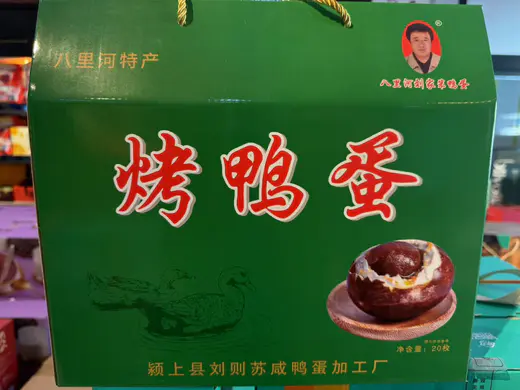 八里河特产
®
八里河刘家朱鸭蛋
烤鸭蛋
净含量：20枚
颍上县刘则苏咸鸭蛋加工厂